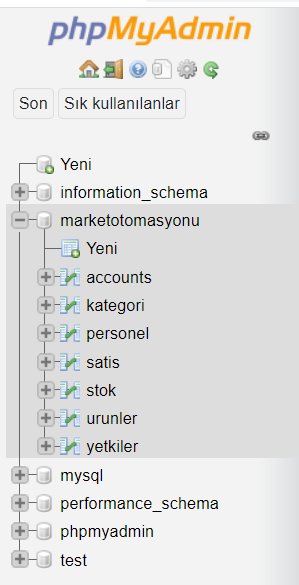 phpMyAdmin
Son Sık kullanılanlar
Yeni
information_schema
marketotomasyonu
Yeni
accounts
kategori
personel
satis
stok
urunler
yetkiler
mysql
performance_schema
phpmyadmin
test